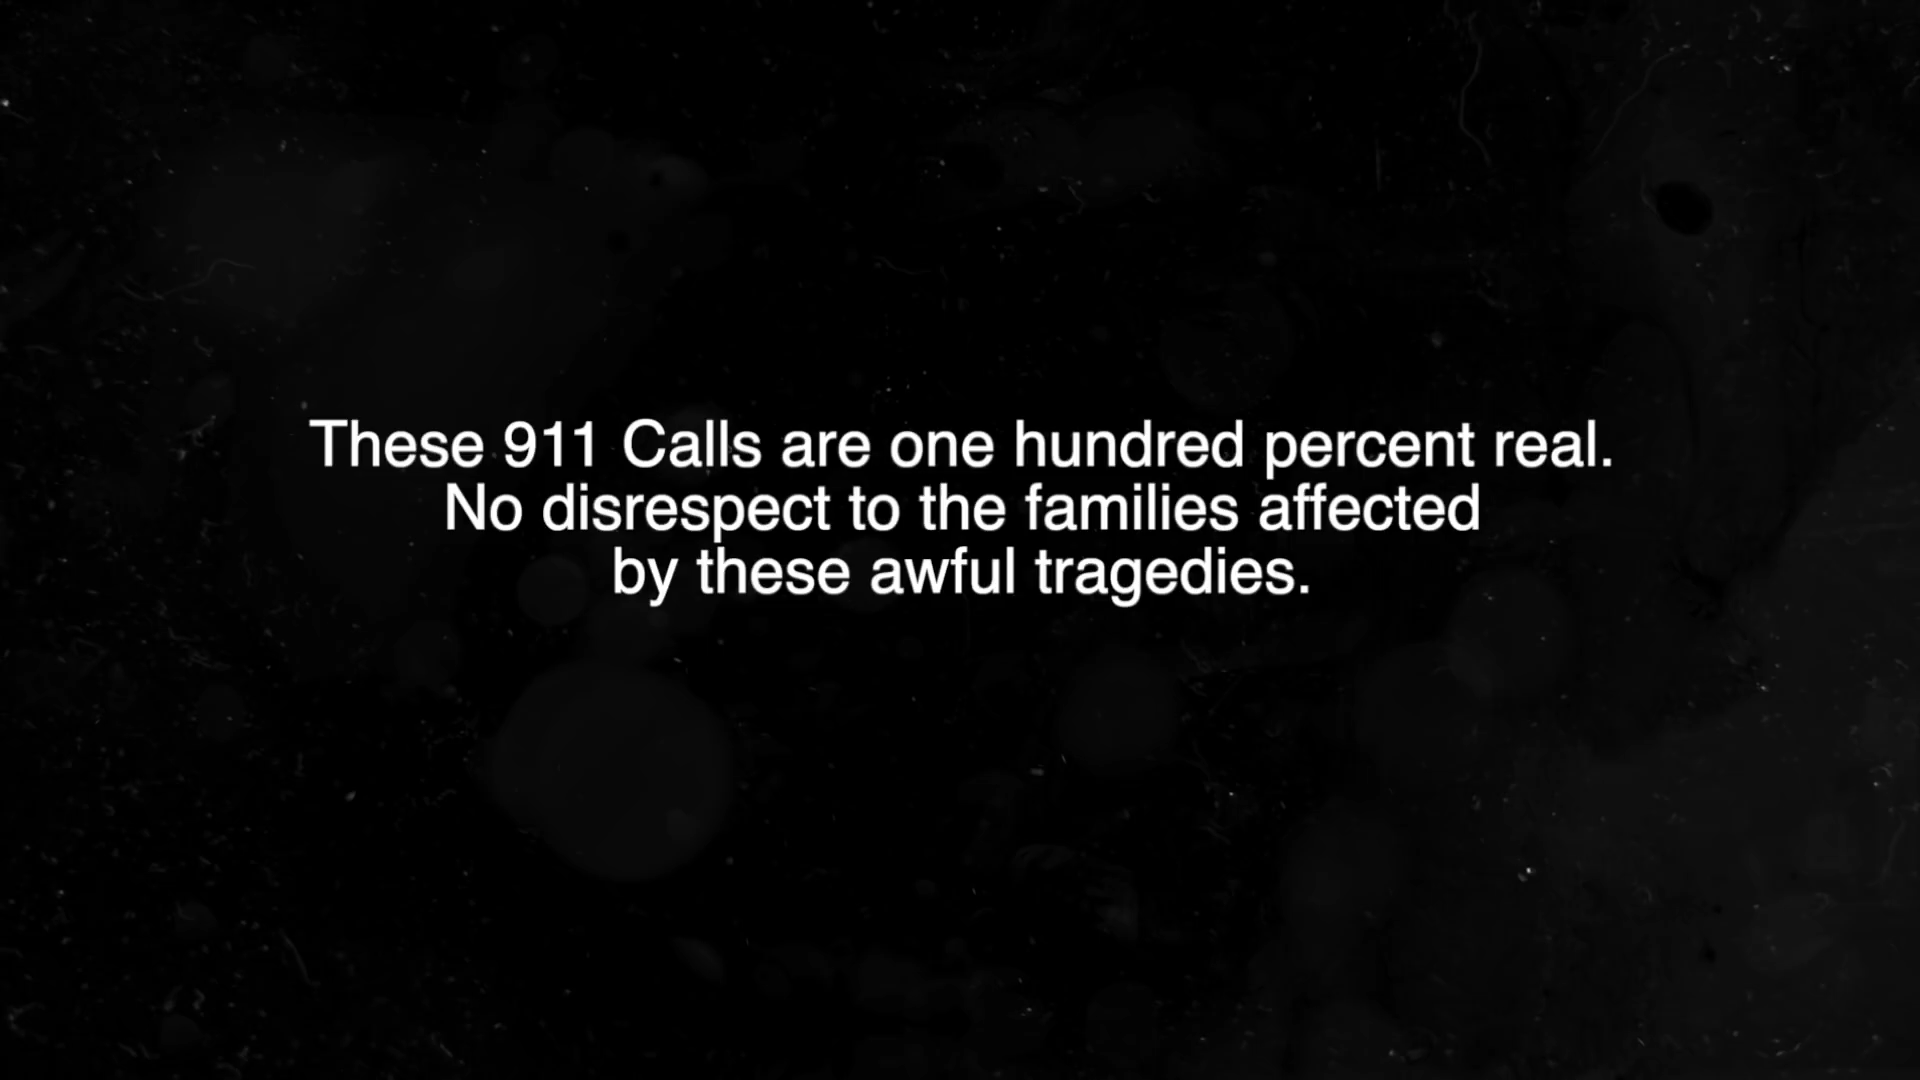 These 911 Calls are one hundred percent real.
No disrespect to the families affected
by these awful tragedies.